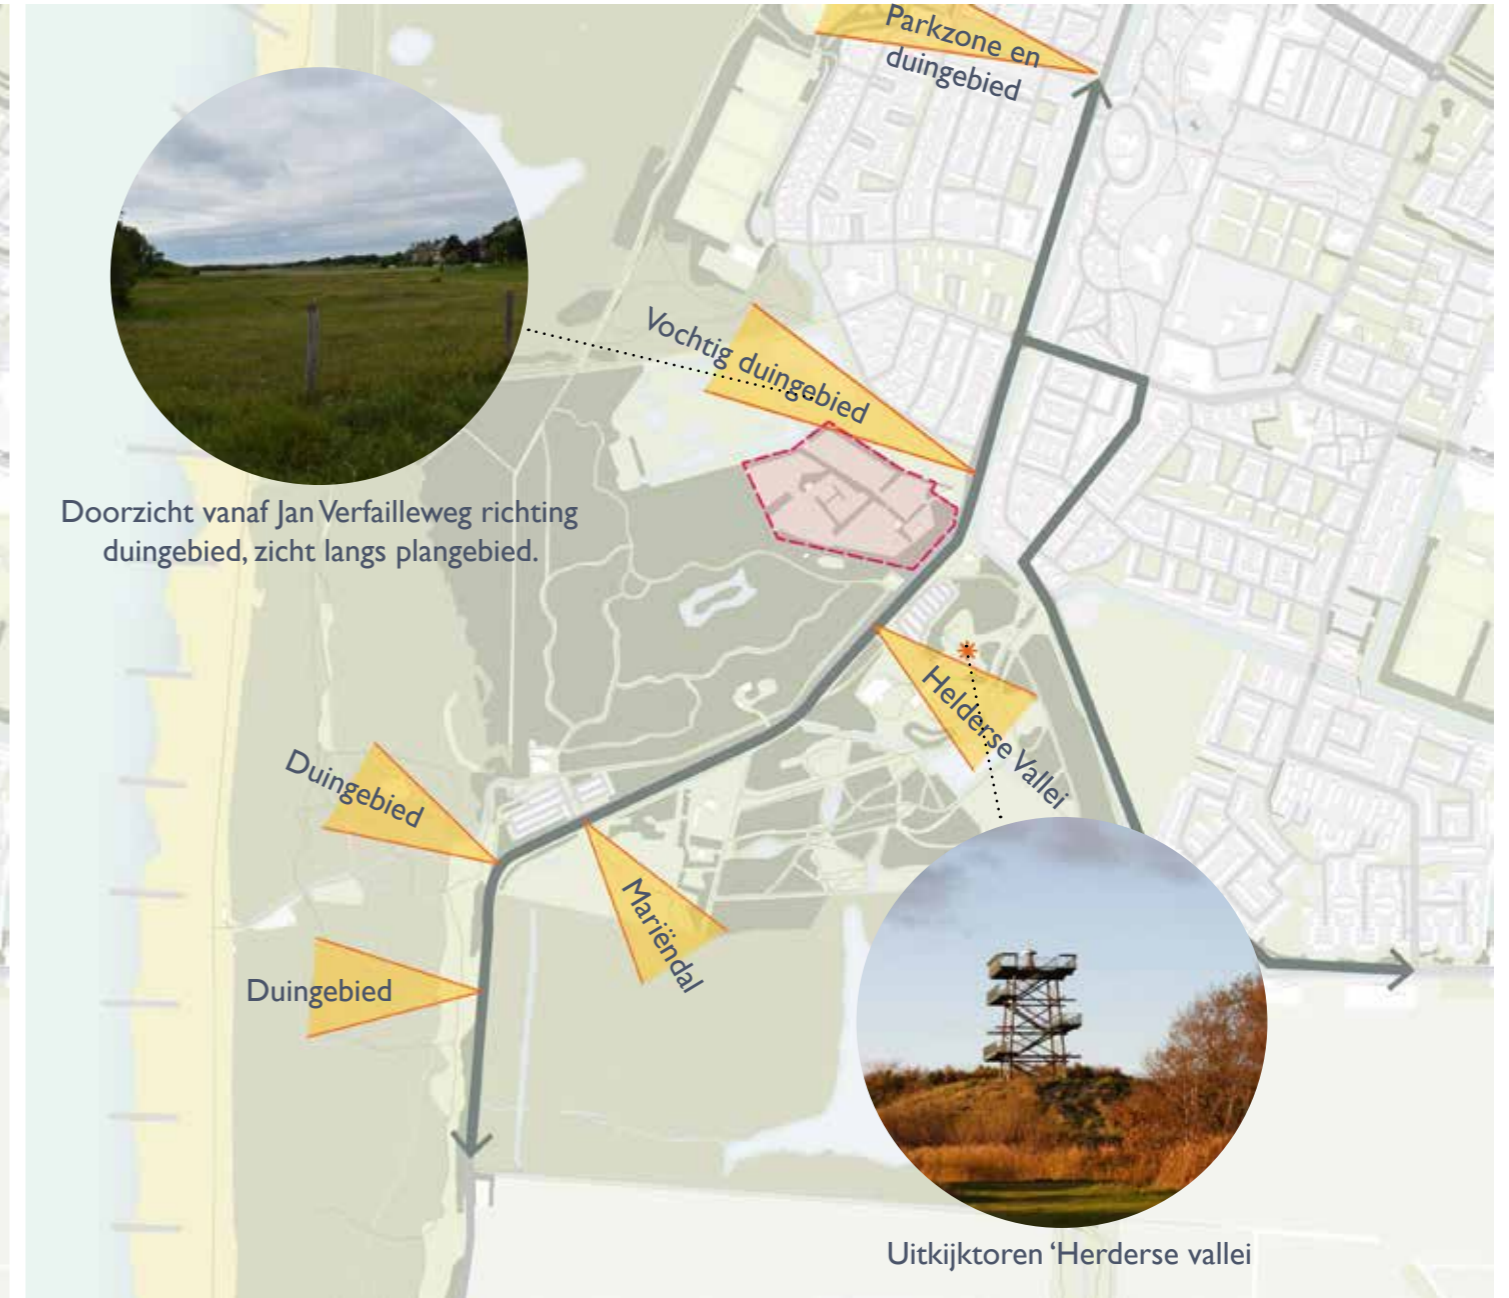 Parkzone en
duingebied
Vochtig duingebied
Doorzicht vanaf Jan Verfailleweg richting
duingebied, zicht langs plangebied.
Helderse Vallei
Duingebied
Mariëndal
Duingebied
Uitkijktoren ‘Herderse vallei